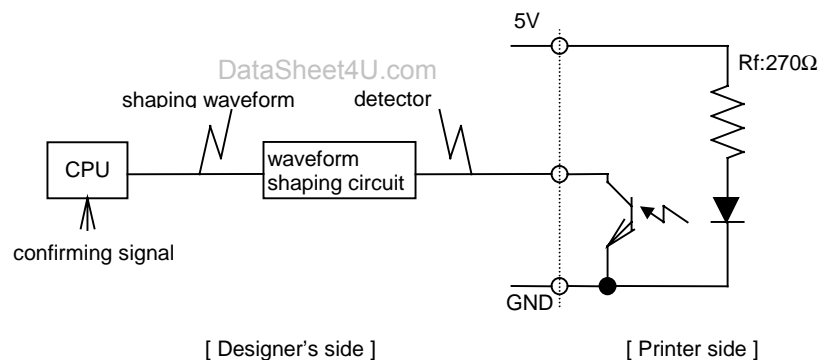 5V
Rf:270Ω
DataSheet4U.com
shaping waveform
detector
CPU
waveform
shaping circuit
confirming signal
GND
[ Designer's side ]
[ Printer side ]